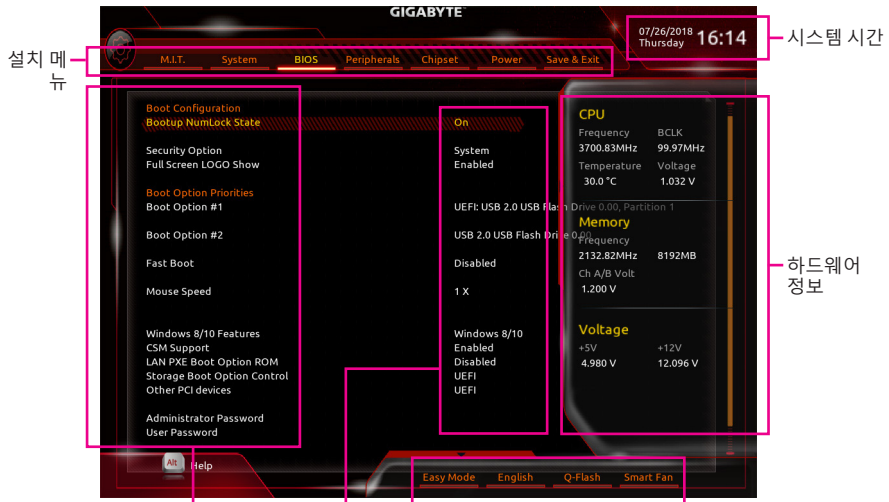 GIGABYTE™
07/26/2018
Thursday 16:14
시스템 시간
설치 메
뉴
M.I.T. System BIOS Peripherals Chipset Power Save & Exit
Boot Configuration
Bootup NumLock State On
Security Option System
Full Screen LOGO Show Enabled
Boot Option Priorities
Boot Option #1 UEFI: USB 2.0 USB Flash Drive 0.00, Partition 1
Boot Option #2 USB 2.0 USB Flash Drive 0.00
Fast Boot Disabled
Mouse Speed 1 X
Windows 8/10 Features Windows 8/10
CSM Support Enabled
LAN PXE Boot Option ROM Disabled
Storage Boot Option Control UEFI
Other PCI devices UEFI
Administrator Password
User Password
CPU
Frequency BCLK
3700.83MHz 99.97MHz
Temperature Voltage
30.0 °C 1.032 V
Memory
Frequency
2132.82MHz 8192MB
Ch A/B Volt
1.200 V
Voltage
+5V +12V
4.980 V 12.096 V
하드웨어
정보
Alt Help
Easy Mode English Q-Flash Smart Fan